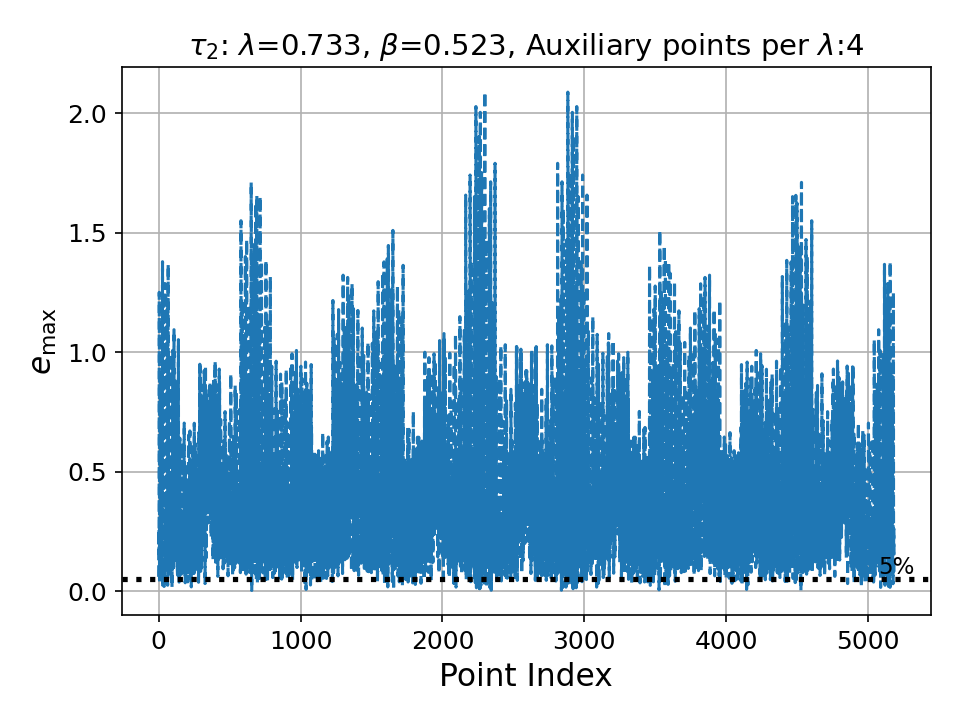 τ₂: λ=0.733, β=0.523, Auxiliary points per λ:4
2.0
1.5
1.0
0.5
0.0
e_max
5%
0 1000 2000 3000 4000 5000
Point Index